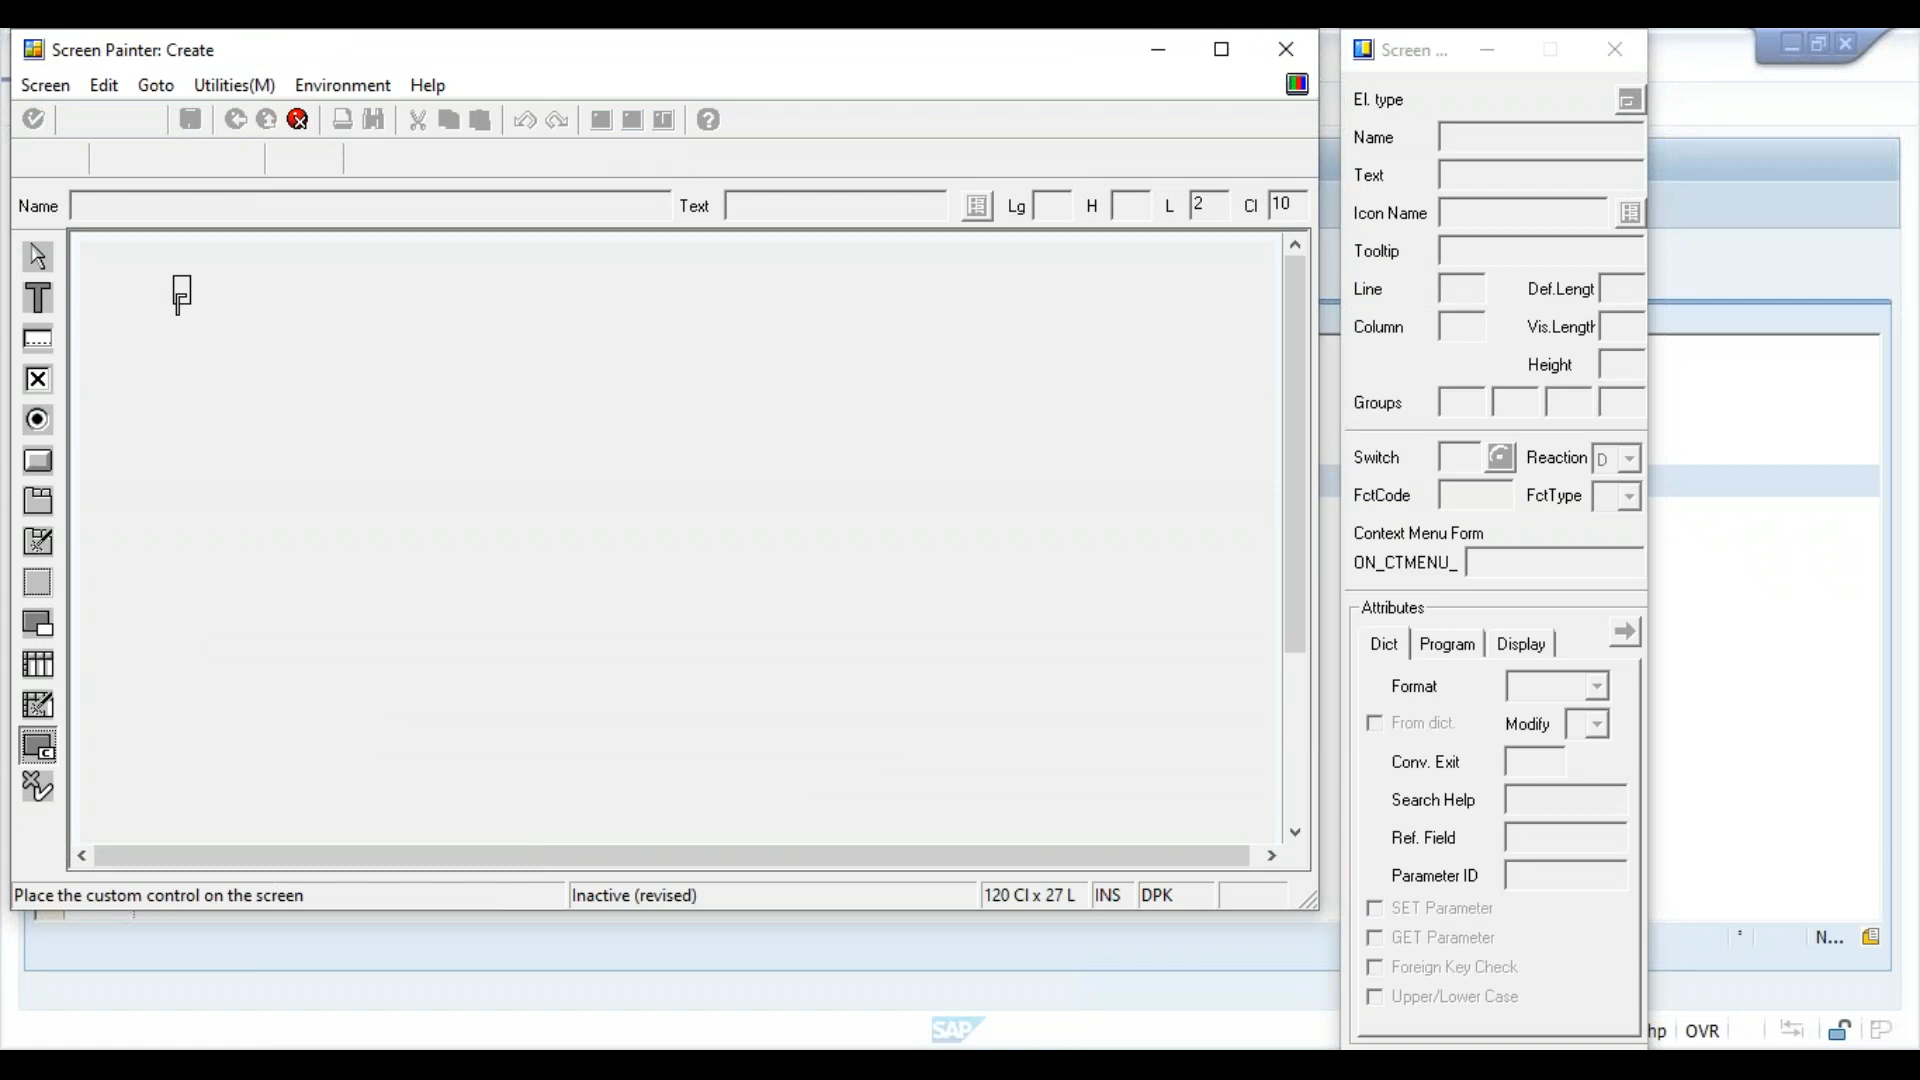 Screen Painter: Create
Screen Edit Goto Utilities(M) Environment Help
Name Text Lg H L 2 Cl 10
Place the custom control on the screen Inactive (revised) 120 Cl x 27 L INS DPK
Screen ...
El. type
Name
Text
Icon Name
Tooltip
Line Def.Lengt
Column Vis.Length
Height
Groups
Switch Reaction D
FctCode FctType
Context Menu Form
ON_CTMENU_
Attributes
Dict Program Display
Format
From dict. Modify
Conv. Exit
Search Help
Ref. Field
Parameter ID
SET Parameter
GET Parameter
Foreign Key Check
Upper/Lower Case
N...
SAP
hp OVR